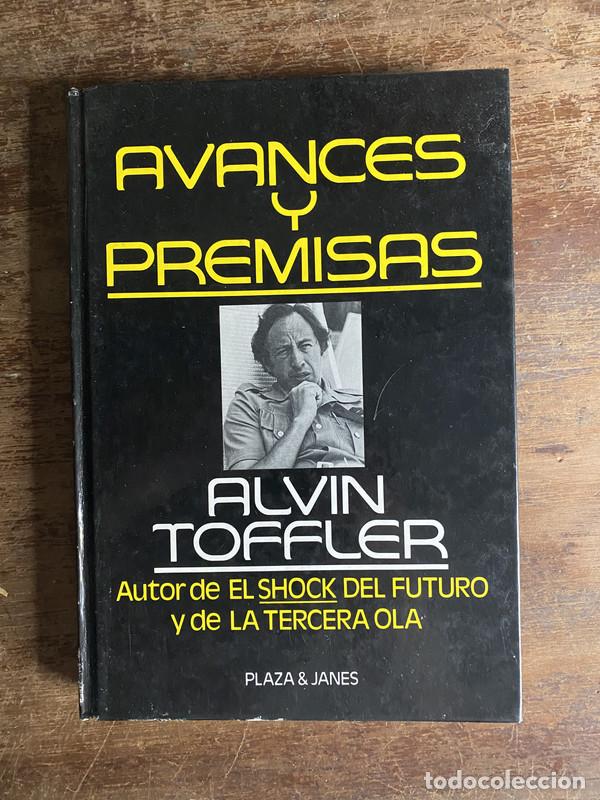 AVANCES
Y
PREMISAS
ALVIN
TOFFLER
Autor de EL SHOCK DEL FUTURO
y de LA TERCERA OLA
PLAZA & JANES
todocoleccion